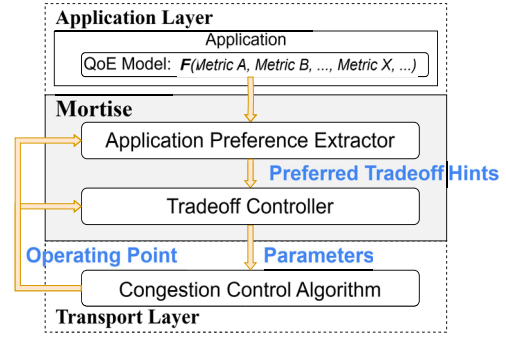 Application Layer
Application
QoE Model: F(Metric A, Metric B, ..., Metric X, ...)
Mortise
Application Preference Extractor
Preferred Tradeoff Hints
Tradeoff Controller
Operating Point
Parameters
Congestion Control Algorithm
Transport Layer